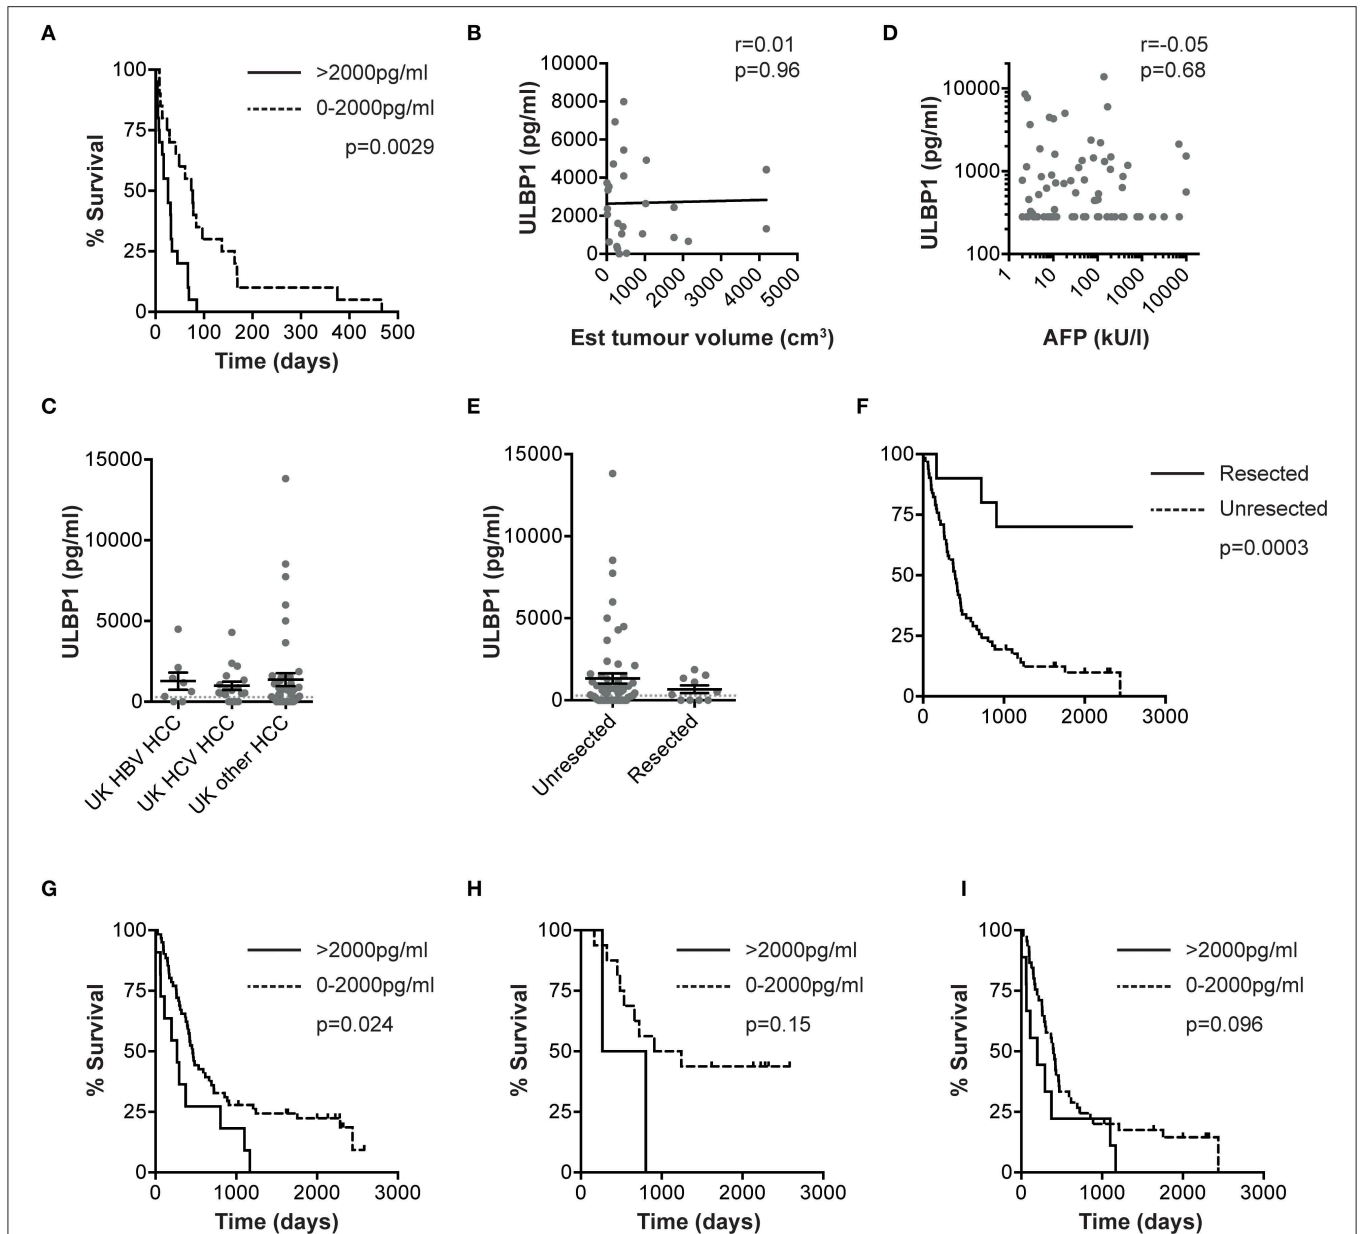 A
100
75
50
25
0
% Survival
0 100 200 300 400 500
Time (days)
>2000pg/ml
0-2000pg/ml
p=0.0029
B
r=0.01
p=0.96
10000
8000
6000
4000
2000
0
ULBP1 (pg/ml)
0 1000 2000 3000 4000 5000
Est tumour volume (cm³)
D
r=-0.05
p=0.68
10000
1000
100
ULBP1 (pg/ml)
1 10 100 1000 10000
AFP (kU/l)
C
15000
10000
5000
0
ULBP1 (pg/ml)
UK HBV HCC
UK HCV HCC
UK other HCC
E
15000
10000
5000
0
ULBP1 (pg/ml)
Unresected
Resected
F
100
75
50
25
0
0 1000 2000 3000
Resected
Unresected
p=0.0003
G
100
75
50
25
0
% Survival
0 1000 2000 3000
Time (days)
>2000pg/ml
0-2000pg/ml
p=0.024
H
100
75
50
25
0
% Survival
0 1000 2000 3000
Time (days)
>2000pg/ml
0-2000pg/ml
p=0.15
I
100
75
50
25
0
% Survival
0 1000 2000 3000
Time (days)
>2000pg/ml
0-2000pg/ml
p=0.096